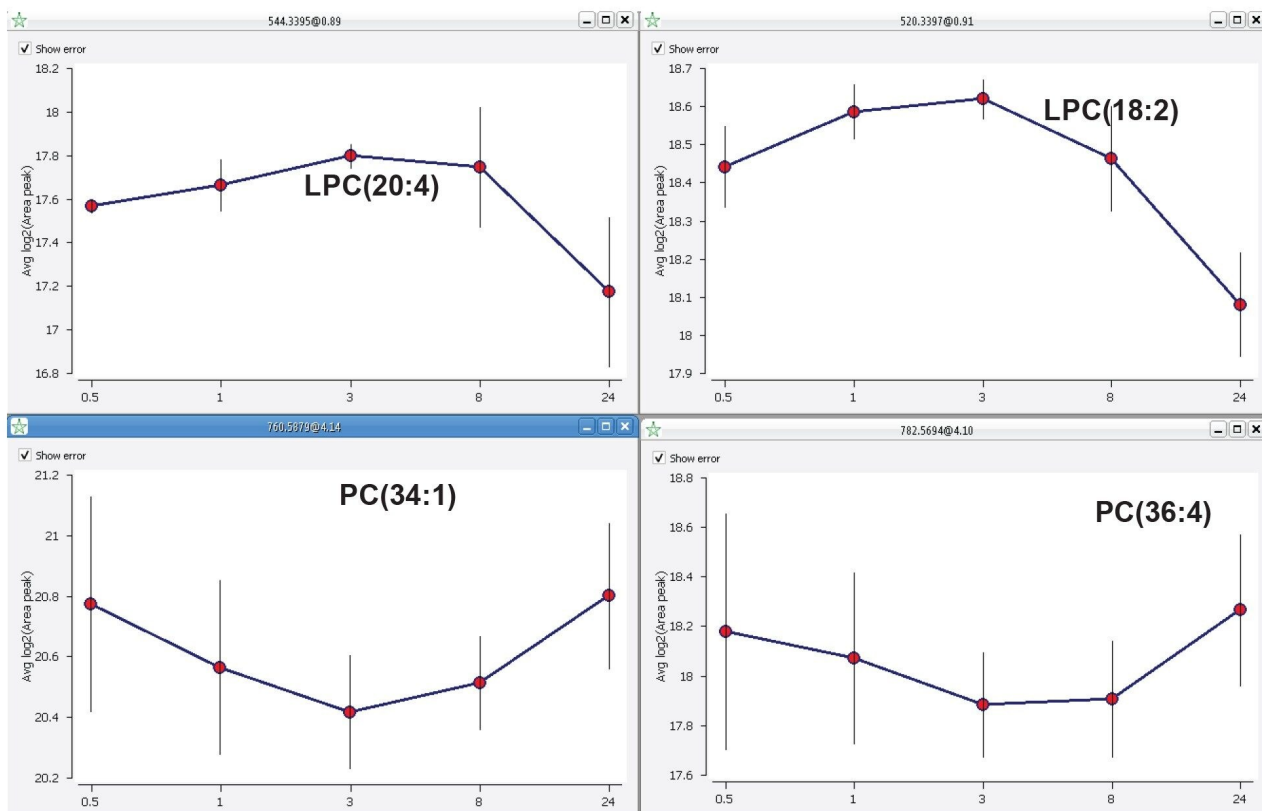 544.3395@0.89
Show error
18.2
18
17.8
17.6
17.4
17.2
17
16.8
Avg log2(Area peak)
LPC(20:4)
0.5 1 3 8 24
520.3397@0.91
Show error
18.7
18.6
18.5
18.4
18.3
18.2
18.1
18
17.9
Avg log2(Area peak)
LPC(18:2)
0.5 1 3 8 24
760.5879@4.14
Show error
21.2
21
20.8
20.6
20.4
20.2
Avg log2(Area peak)
PC(34:1)
0.5 1 3 8 24
782.5694@4.10
Show error
18.8
18.6
18.4
18.2
18
17.8
17.6
Avg log2(Area peak)
PC(36:4)
0.5 1 3 8 24